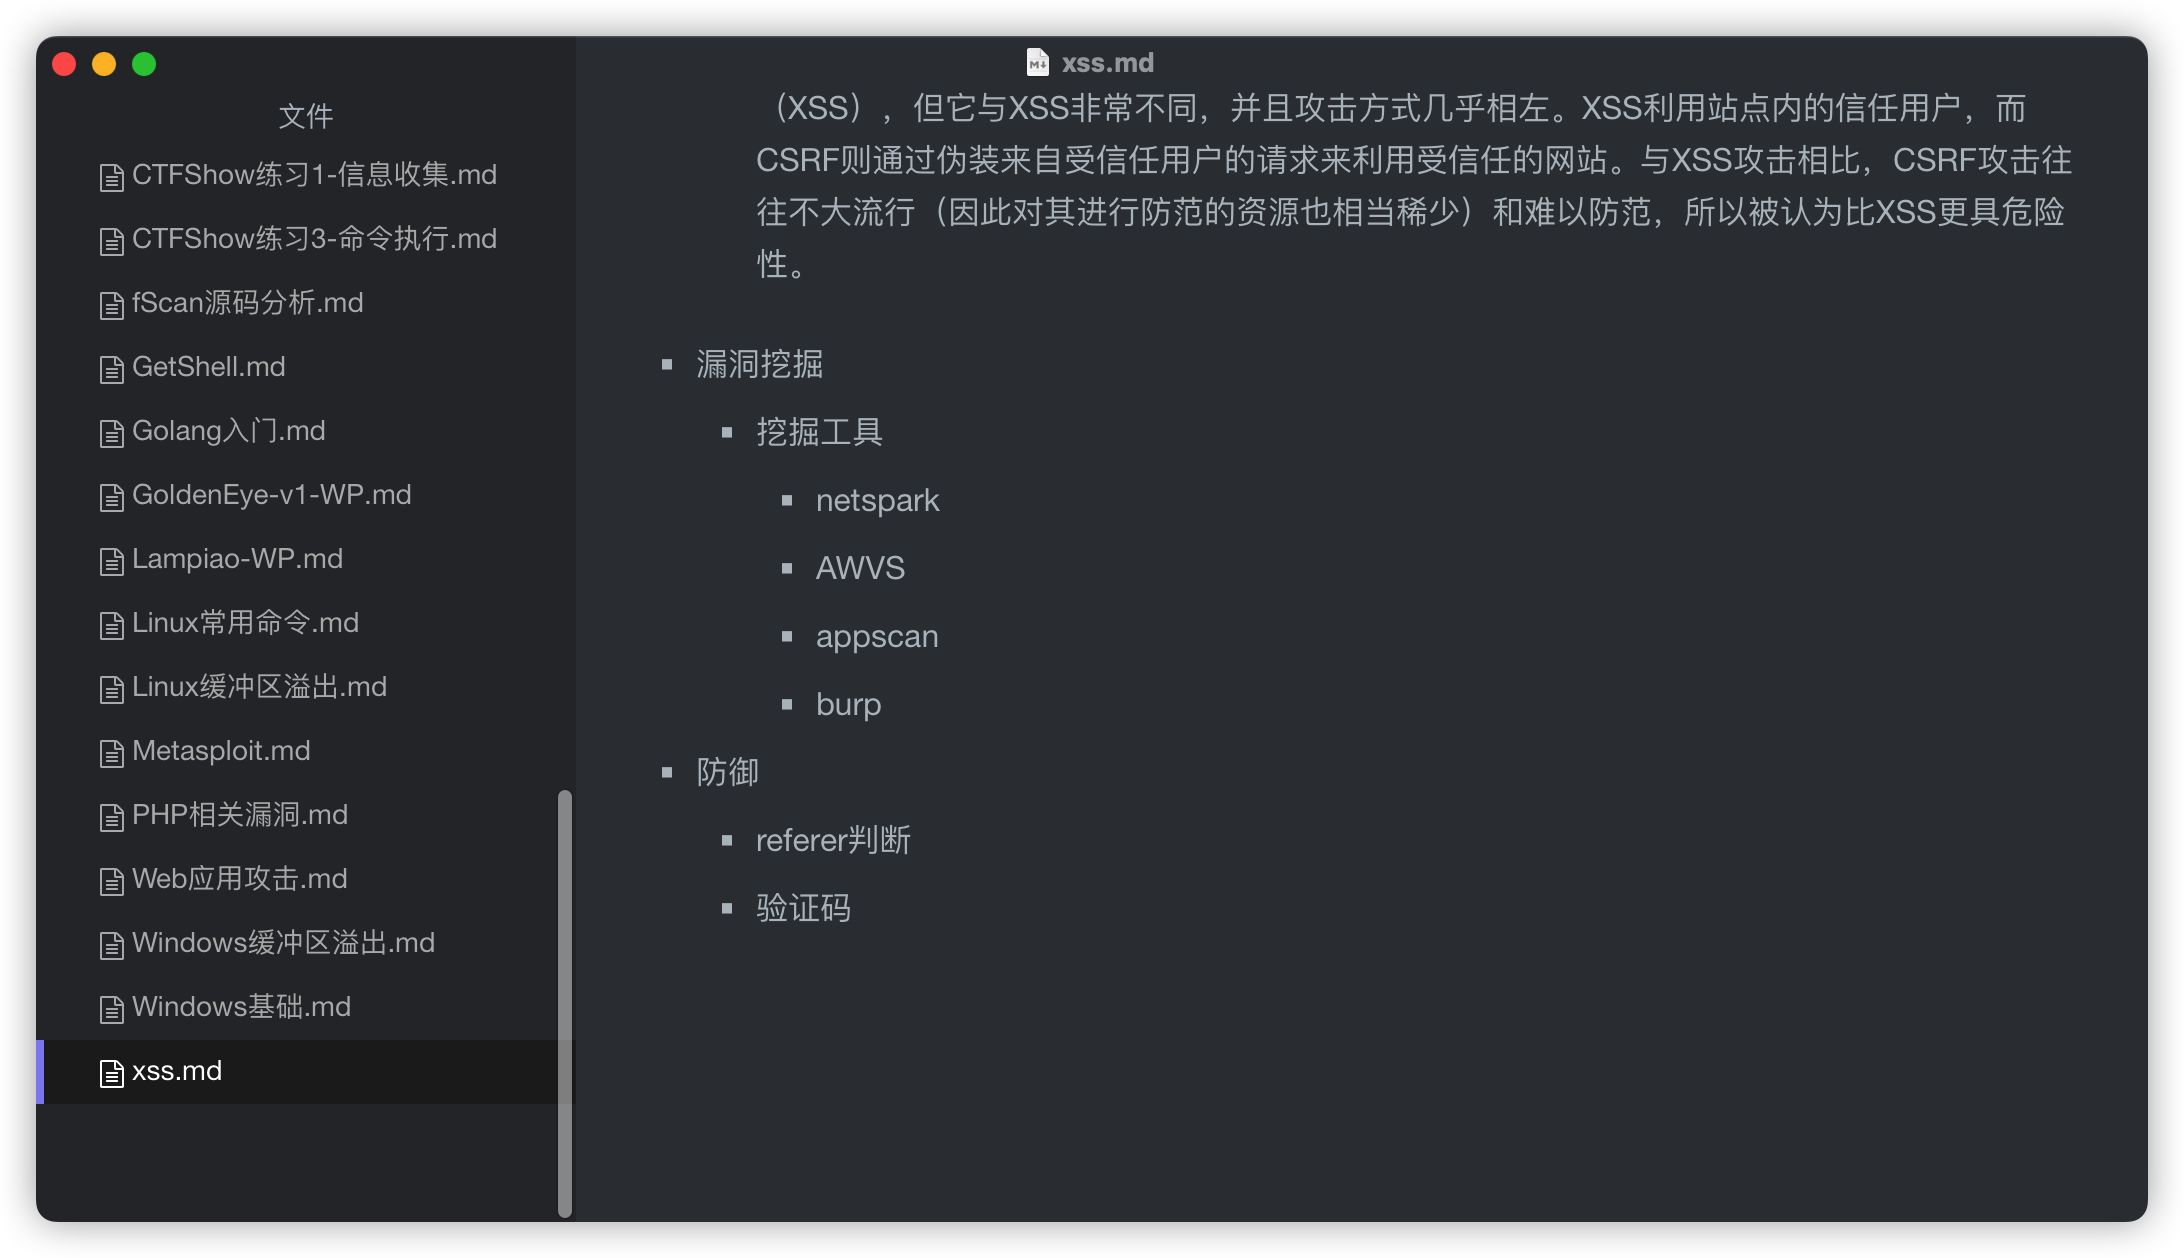 xss.md
文件
CTFShow练习1-信息收集.md
CTFShow练习3-命令执行.md
fScan源码分析.md
GetShell.md
Golang入门.md
GoldenEye-v1-WP.md
Lampiao-WP.md
Linux常用命令.md
Linux缓冲区溢出.md
Metasploit.md
PHP相关漏洞.md
Web应用攻击.md
Windows缓冲区溢出.md
Windows基础.md
xss.md
（XSS），但它与XSS非常不同，并且攻击方式几乎相左。XSS利用站点内的信任用户，而
CSRF则通过伪装来自受信任用户的请求来利用受信任的网站。与XSS攻击相比，CSRF攻击往
往不大流行（因此对其进行防范的资源也相当稀少）和难以防范，所以被认为比XSS更具危险
性。
漏洞挖掘
挖掘工具
netspark
AWVS
appscan
burp
防御
referer判断
验证码